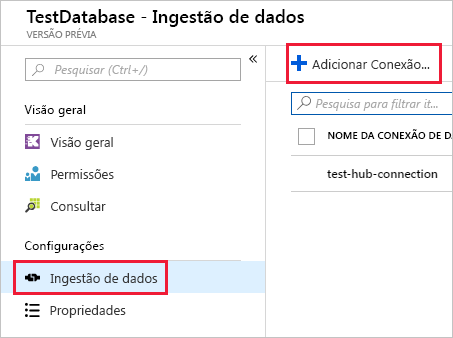 TestDatabase - Ingestão de dados
VERSÃO PRÉVIA
Pesquisar (Ctrl+/)
«
Visão geral
Visão geral
Permissões
Consultar
Configurações
Ingestão de dados
Propriedades
+ Adicionar Conexão...
Pesquisa para filtrar it...
NOME DA CONEXÃO DE
test-hub-connection